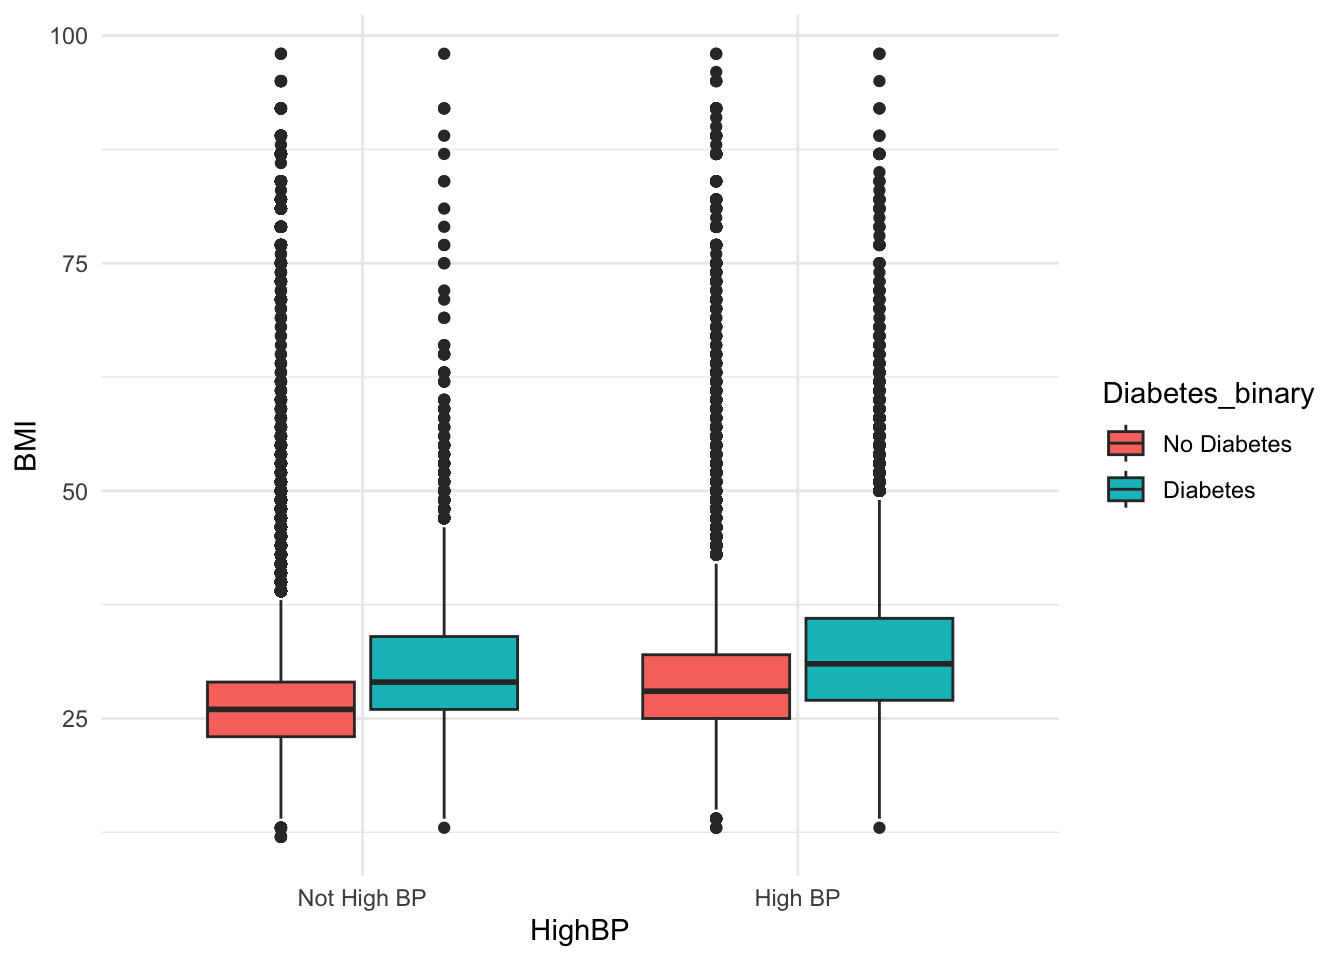 100
75
50
25
BMI
Not High BP
High BP
HighBP
Diabetes_binary
No Diabetes
Diabetes